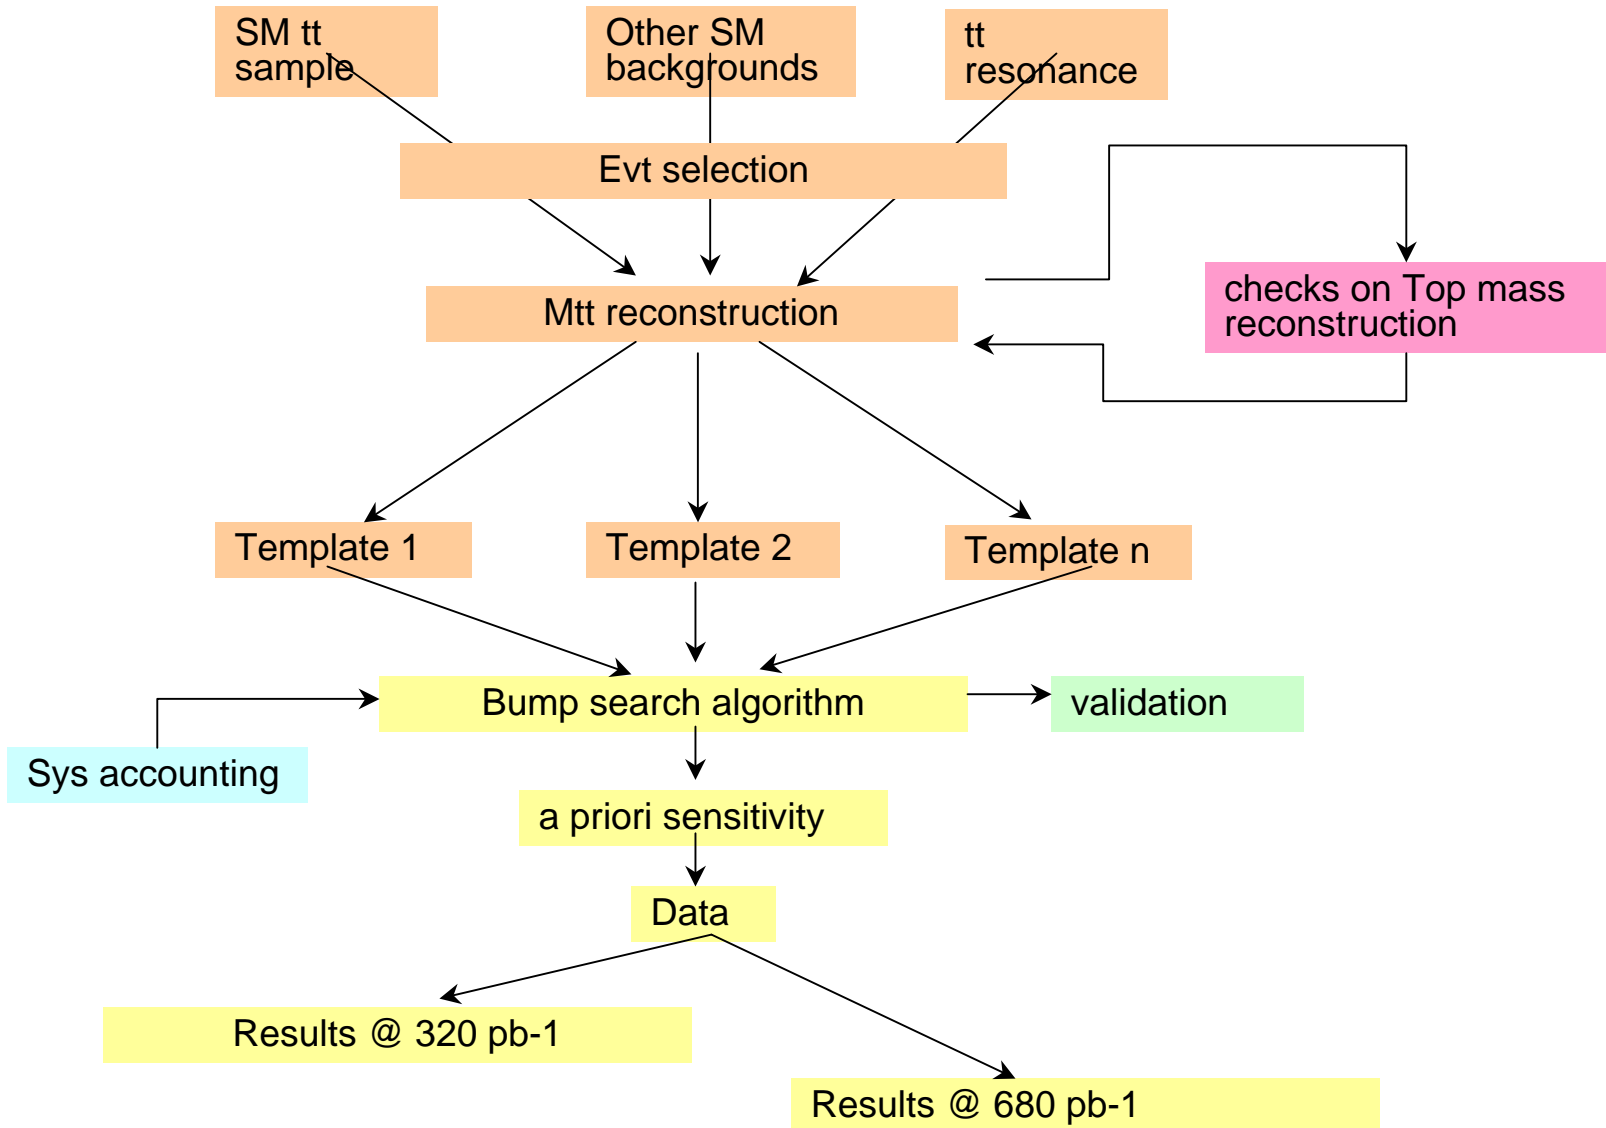 SM tt
sample
Other SM
backgrounds
tt
resonance
Evt selection
Mtt reconstruction
checks on Top mass
reconstruction
Template 1
Template 2
Template n
Bump search algorithm
validation
Sys accounting
a priori sensitivity
Data
Results @ 320 pb-1
Results @ 680 pb-1